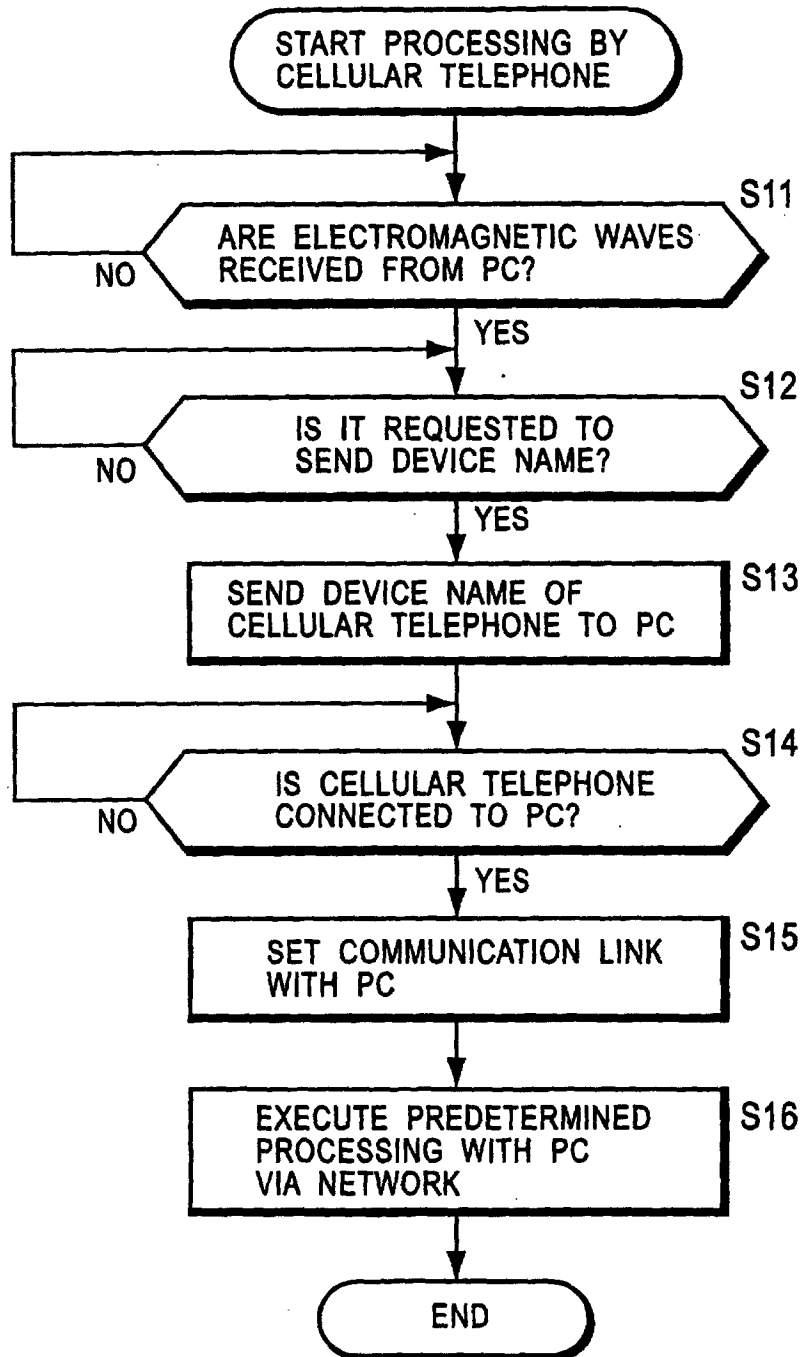 START PROCESSING BY
CELLULAR TELEPHONE
S11
ARE ELECTROMAGNETIC WAVES
RECEIVED FROM PC?
NO
YES
S12
IS IT REQUESTED TO
SEND DEVICE NAME?
NO
YES
S13
SEND DEVICE NAME OF
CELLULAR TELEPHONE TO PC
S14
IS CELLULAR TELEPHONE
CONNECTED TO PC?
NO
YES
S15
SET COMMUNICATION LINK
WITH PC
S16
EXECUTE PREDETERMINED
PROCESSING WITH PC
VIA NETWORK
END